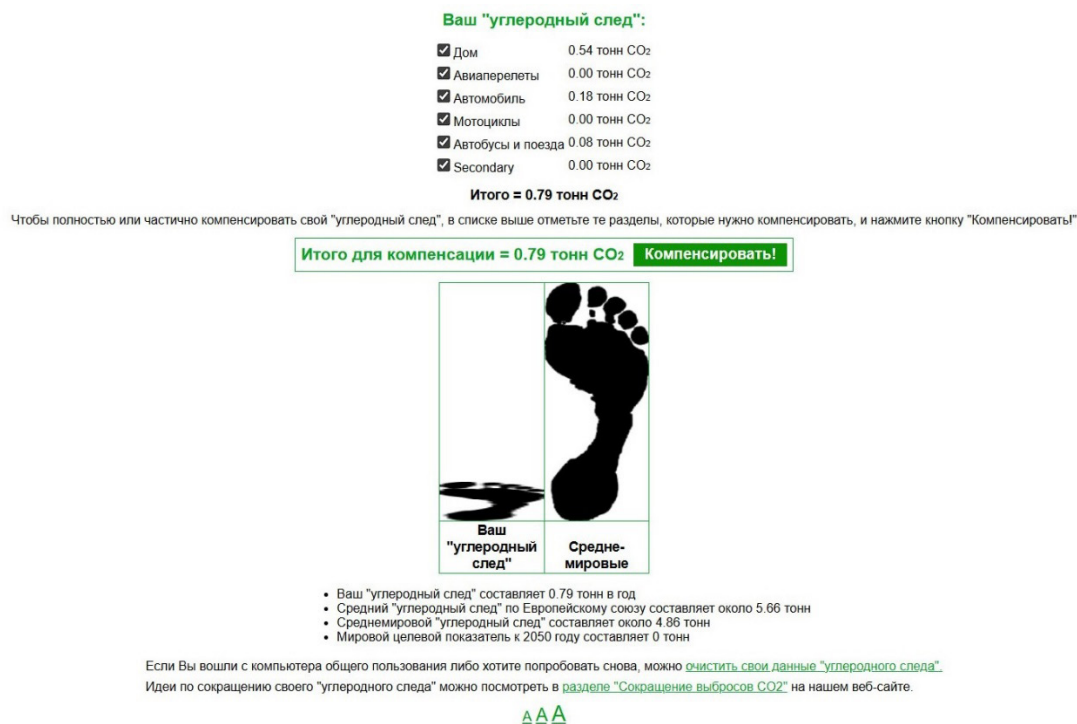 Ваш "углеродный след":
Дом 0.54 тонн CO2
Авиаперелеты 0.00 тонн CO2
Автомобиль 0.18 тонн CO2
Мотоциклы 0.00 тонн CO2
Автобусы и поезда 0.08 тонн CO2
Secondary 0.00 тонн CO2
Итого = 0.79 тонн CO2
Чтобы полностью или частично компенсировать свой "углеродный след", в списке выше отметьте те разделы, которые нужно компенсировать, и нажмите кнопку "Компенсировать!"
Итого для компенсации = 0.79 тонн CO2 Компенсировать!
Ваш
"углеродный
след"
Средне-
мировые
Ваш "углеродный след" составляет 0.79 тонн в год
Средний "углеродный след" по Европейскому союзу составляет около 5.66 тонн
Среднемировой "углеродный след" составляет около 4.86 тонн
Мировой целевой показатель к 2050 году составляет 0 тонн
Если Вы вошли с компьютера общего пользования либо хотите попробовать снова, можно очистить свои данные "углеродного следа".
Идеи по сокращению своего "углеродного следа" можно посмотреть в разделе "Сокращение выбросов CO2" на нашем веб-сайте.
A A A